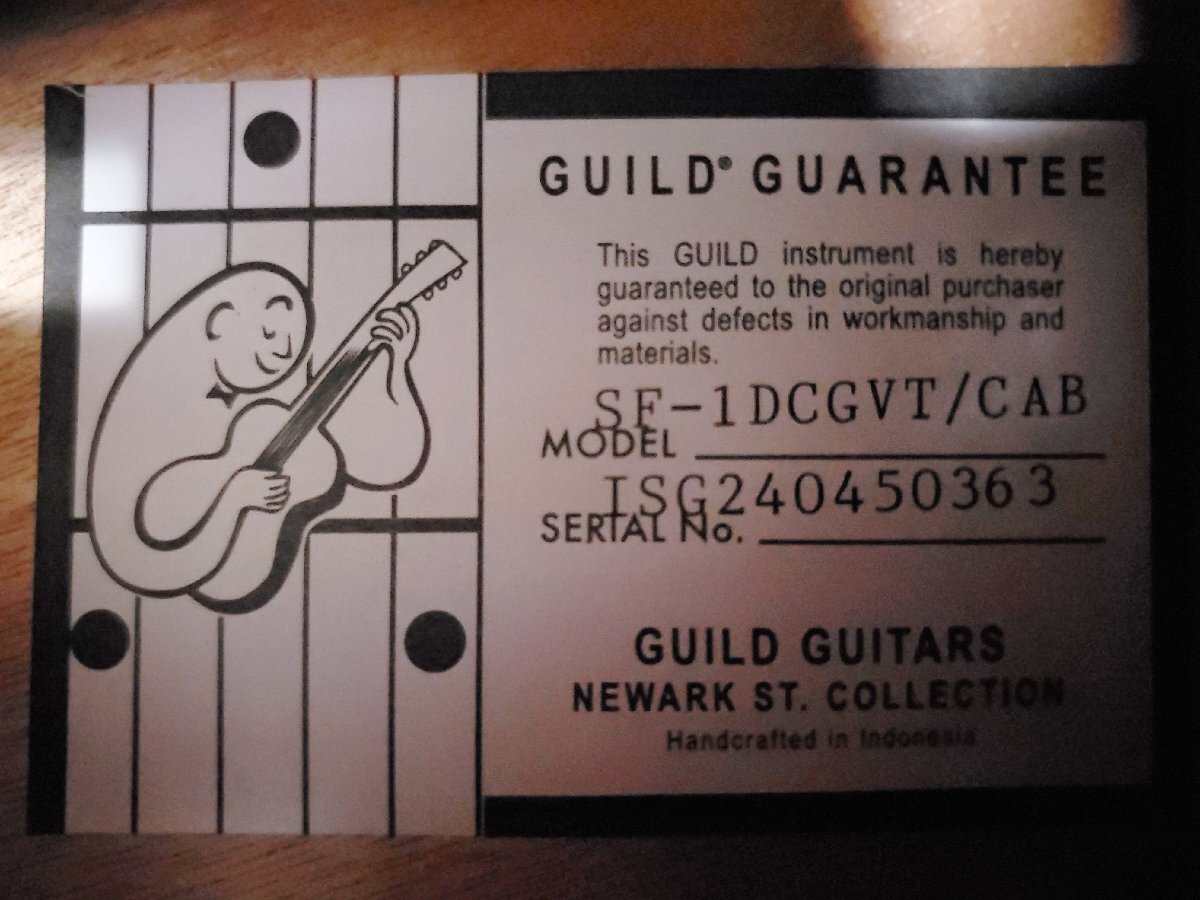 GUILD® GUARANTEE
This GUILD instrument is hereby
guaranteed to the original purchaser
against defects in workmanship and
materials.
SF-1DCGVT/CAB
MODEL
ISG240450363
SERIAL No.
GUILD GUITARS
NEWARK ST. COLLECTION
Handcrafted in Indonesia